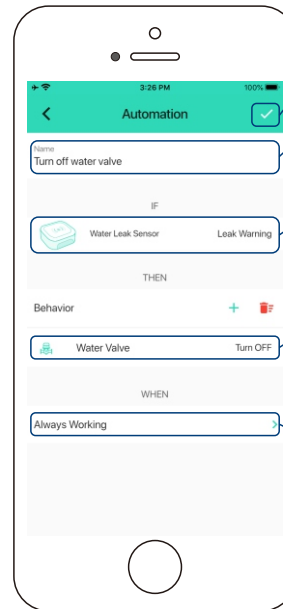 3:26 PM
100%
Automation
Name
Turn off water valve
IF
Water Leak Sensor
Leak Warning
THEN
Behavior
Water Valve
Turn OFF
WHEN
Always Working